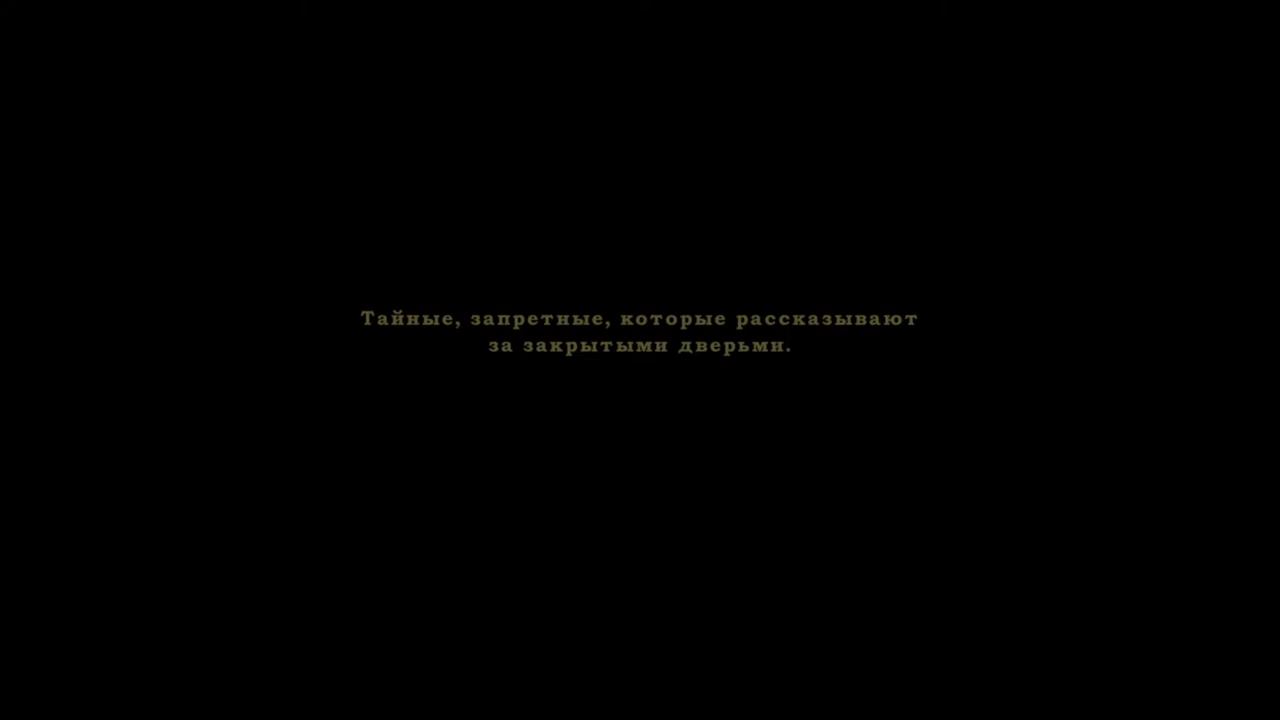 Тайные, запретные, которые рассказывают
за закрытыми дверьми.